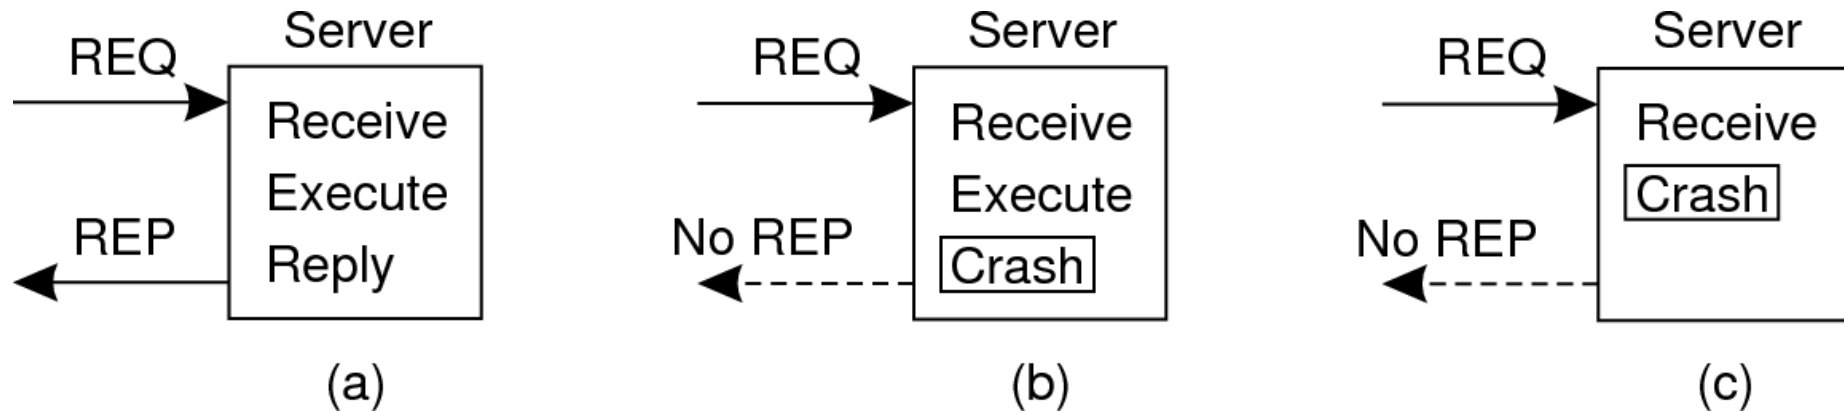 Server
REQ
Receive
Execute
REP
Reply
(a)
Server
REQ
Receive
Execute
No REP
Crash
(b)
Server
REQ
Receive
Crash
No REP
(c)